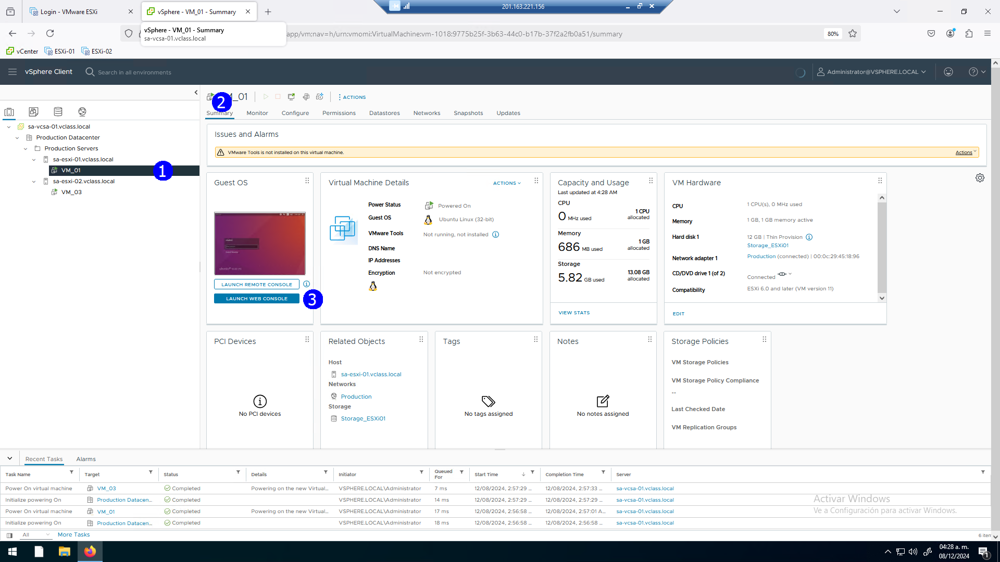 Login - VMware ESXi
vSphere - VM_01 - Summary
201.163.221.156
vSphere - VM_01 - Summary
sa-vcsa-01.vclass.local
app/vm;nav=h/urn:vmomi:VirtualMachine:vm-1018:9775b25f-3b63-44c0-b17b-37f2a2fb0a51/summary
80%
vCenter
ESXi-01
ESXi-02
vSphere Client
Search in all environments
Administrator@VSPHERE.LOCAL
2
_01
ACTIONS
Summary
Monitor
Configure
Permissions
Datastores
Networks
Snapshots
Updates
sa-vcsa-01.vclass.local
Production Datacenter
Production Servers
sa-esxi-01.vclass.local
VM_01
1
sa-esxi-02.vclass.local
VM_03
Issues and Alarms
VMware Tools is not installed on this virtual machine.
Actions
Guest OS
LAUNCH REMOTE CONSOLE
LAUNCH WEB CONSOLE
3
Virtual Machine Details
ACTIONS
Power Status
Powered On
Guest OS
Ubuntu Linux (32-bit)
VMware Tools
Not running, not installed
DNS Name
IP Addresses
Encryption
Not encrypted
Capacity and Usage
Last updated at 4:28 AM
CPU
0 MHz used
1 CPU
allocated
Memory
686 MB used
1 GB
allocated
Storage
5.82 GB used
13.08 GB
allocated
VIEW STATS
VM Hardware
CPU
1 CPU(s), 0 MHz used
Memory
1 GB, 1 GB memory active
Hard disk 1
12 GB | Thin Provision
Storage_ESXi01
Network adapter 1
Production (connected) | 00:0c:29:45:18:96
CD/DVD drive 1 (of 2)
Connected
Compatibility
ESXi 6.0 and later (VM version 11)
EDIT
PCI Devices
No PCI devices
Related Objects
Host
sa-esxi-01.vclass.local
Networks
Production
Storage
Storage_ESXi01
Tags
No tags assigned
Notes
No notes assigned
Storage Policies
VM Storage Policies
VM Storage Policy Compliance
--
Last Checked Date
VM Replication Groups
Recent Tasks
Alarms
Task Name
Target
Status
Details
Initiator
Queued For
Start Time
Completion Time
Server
Power On virtual machine
VM_03
Completed
Powering on the new Virtual...
VSPHERE.LOCAL\Administrator
7 ms
12/08/2024, 2:57:29 ...
12/08/2024, 2:57:33 ...
sa-vcsa-01.vclass.local
Initialize powering On
Production Datacen...
Completed
VSPHERE.LOCAL\Administrator
14 ms
12/08/2024, 2:57:29 ...
12/08/2024, 2:57:29 ...
sa-vcsa-01.vclass.local
Power On virtual machine
VM_01
Completed
Powering on the new Virtual...
VSPHERE.LOCAL\Administrator
17 ms
12/08/2024, 2:56:58 ...
12/08/2024, 2:57:01 A...
sa-vcsa-01.vclass.local
Initialize powering On
Production Datacen...
Completed
VSPHERE.LOCAL\Administrator
18 ms
12/08/2024, 2:56:58 ...
12/08/2024, 2:56:58 ...
sa-vcsa-01.vclass.local
Activar Windows
Ve a Configuración para activar Windows.
All
More Tasks
6 item
04:28 a. m.
08/12/2024
1